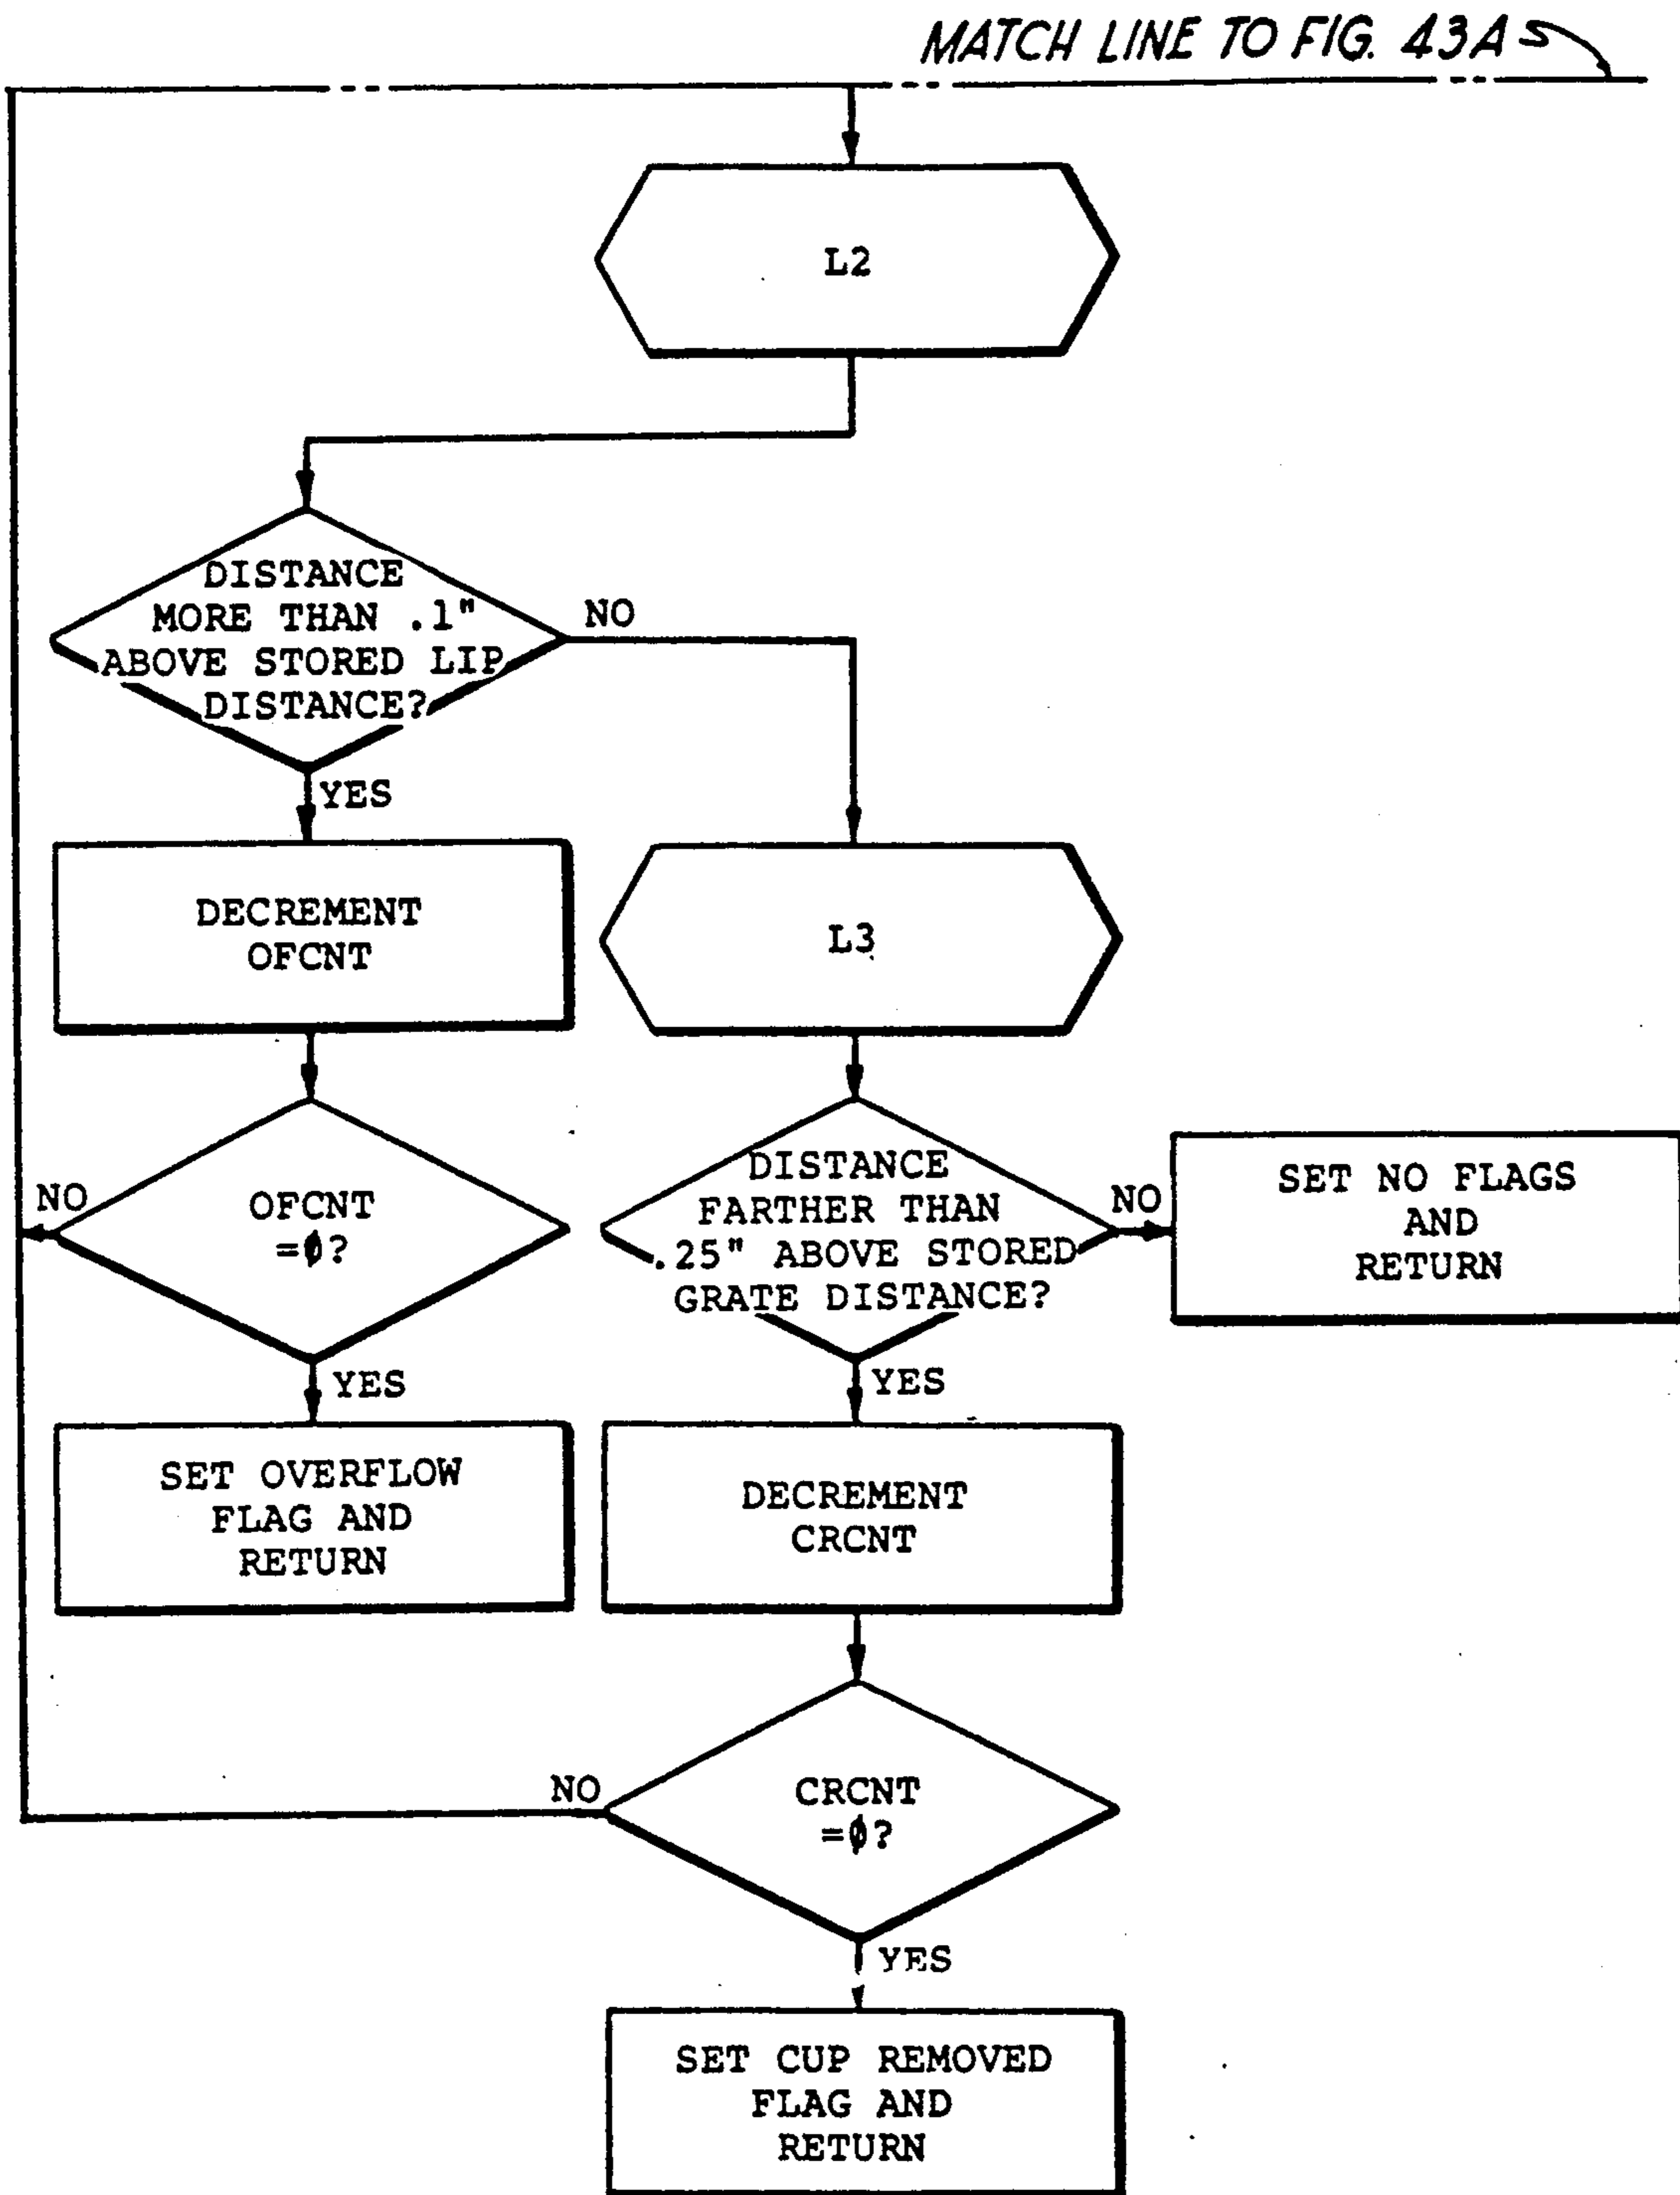 MATCH LINE TO FIG. 43A
L2
DISTANCE
MORE THAN .1"
ABOVE STORED LIP
DISTANCE?
NO
YES
DECREMENT
OFCNT
L3
OFCNT
=∅?
NO
YES
DISTANCE
FARTHER THAN
.25" ABOVE STORED
GRATE DISTANCE?
NO
SET NO FLAGS
AND
RETURN
YES
SET OVERFLOW
FLAG AND
RETURN
DECREMENT
CRCNT
NO
CRCNT
=∅?
YES
SET CUP REMOVED
FLAG AND
RETURN